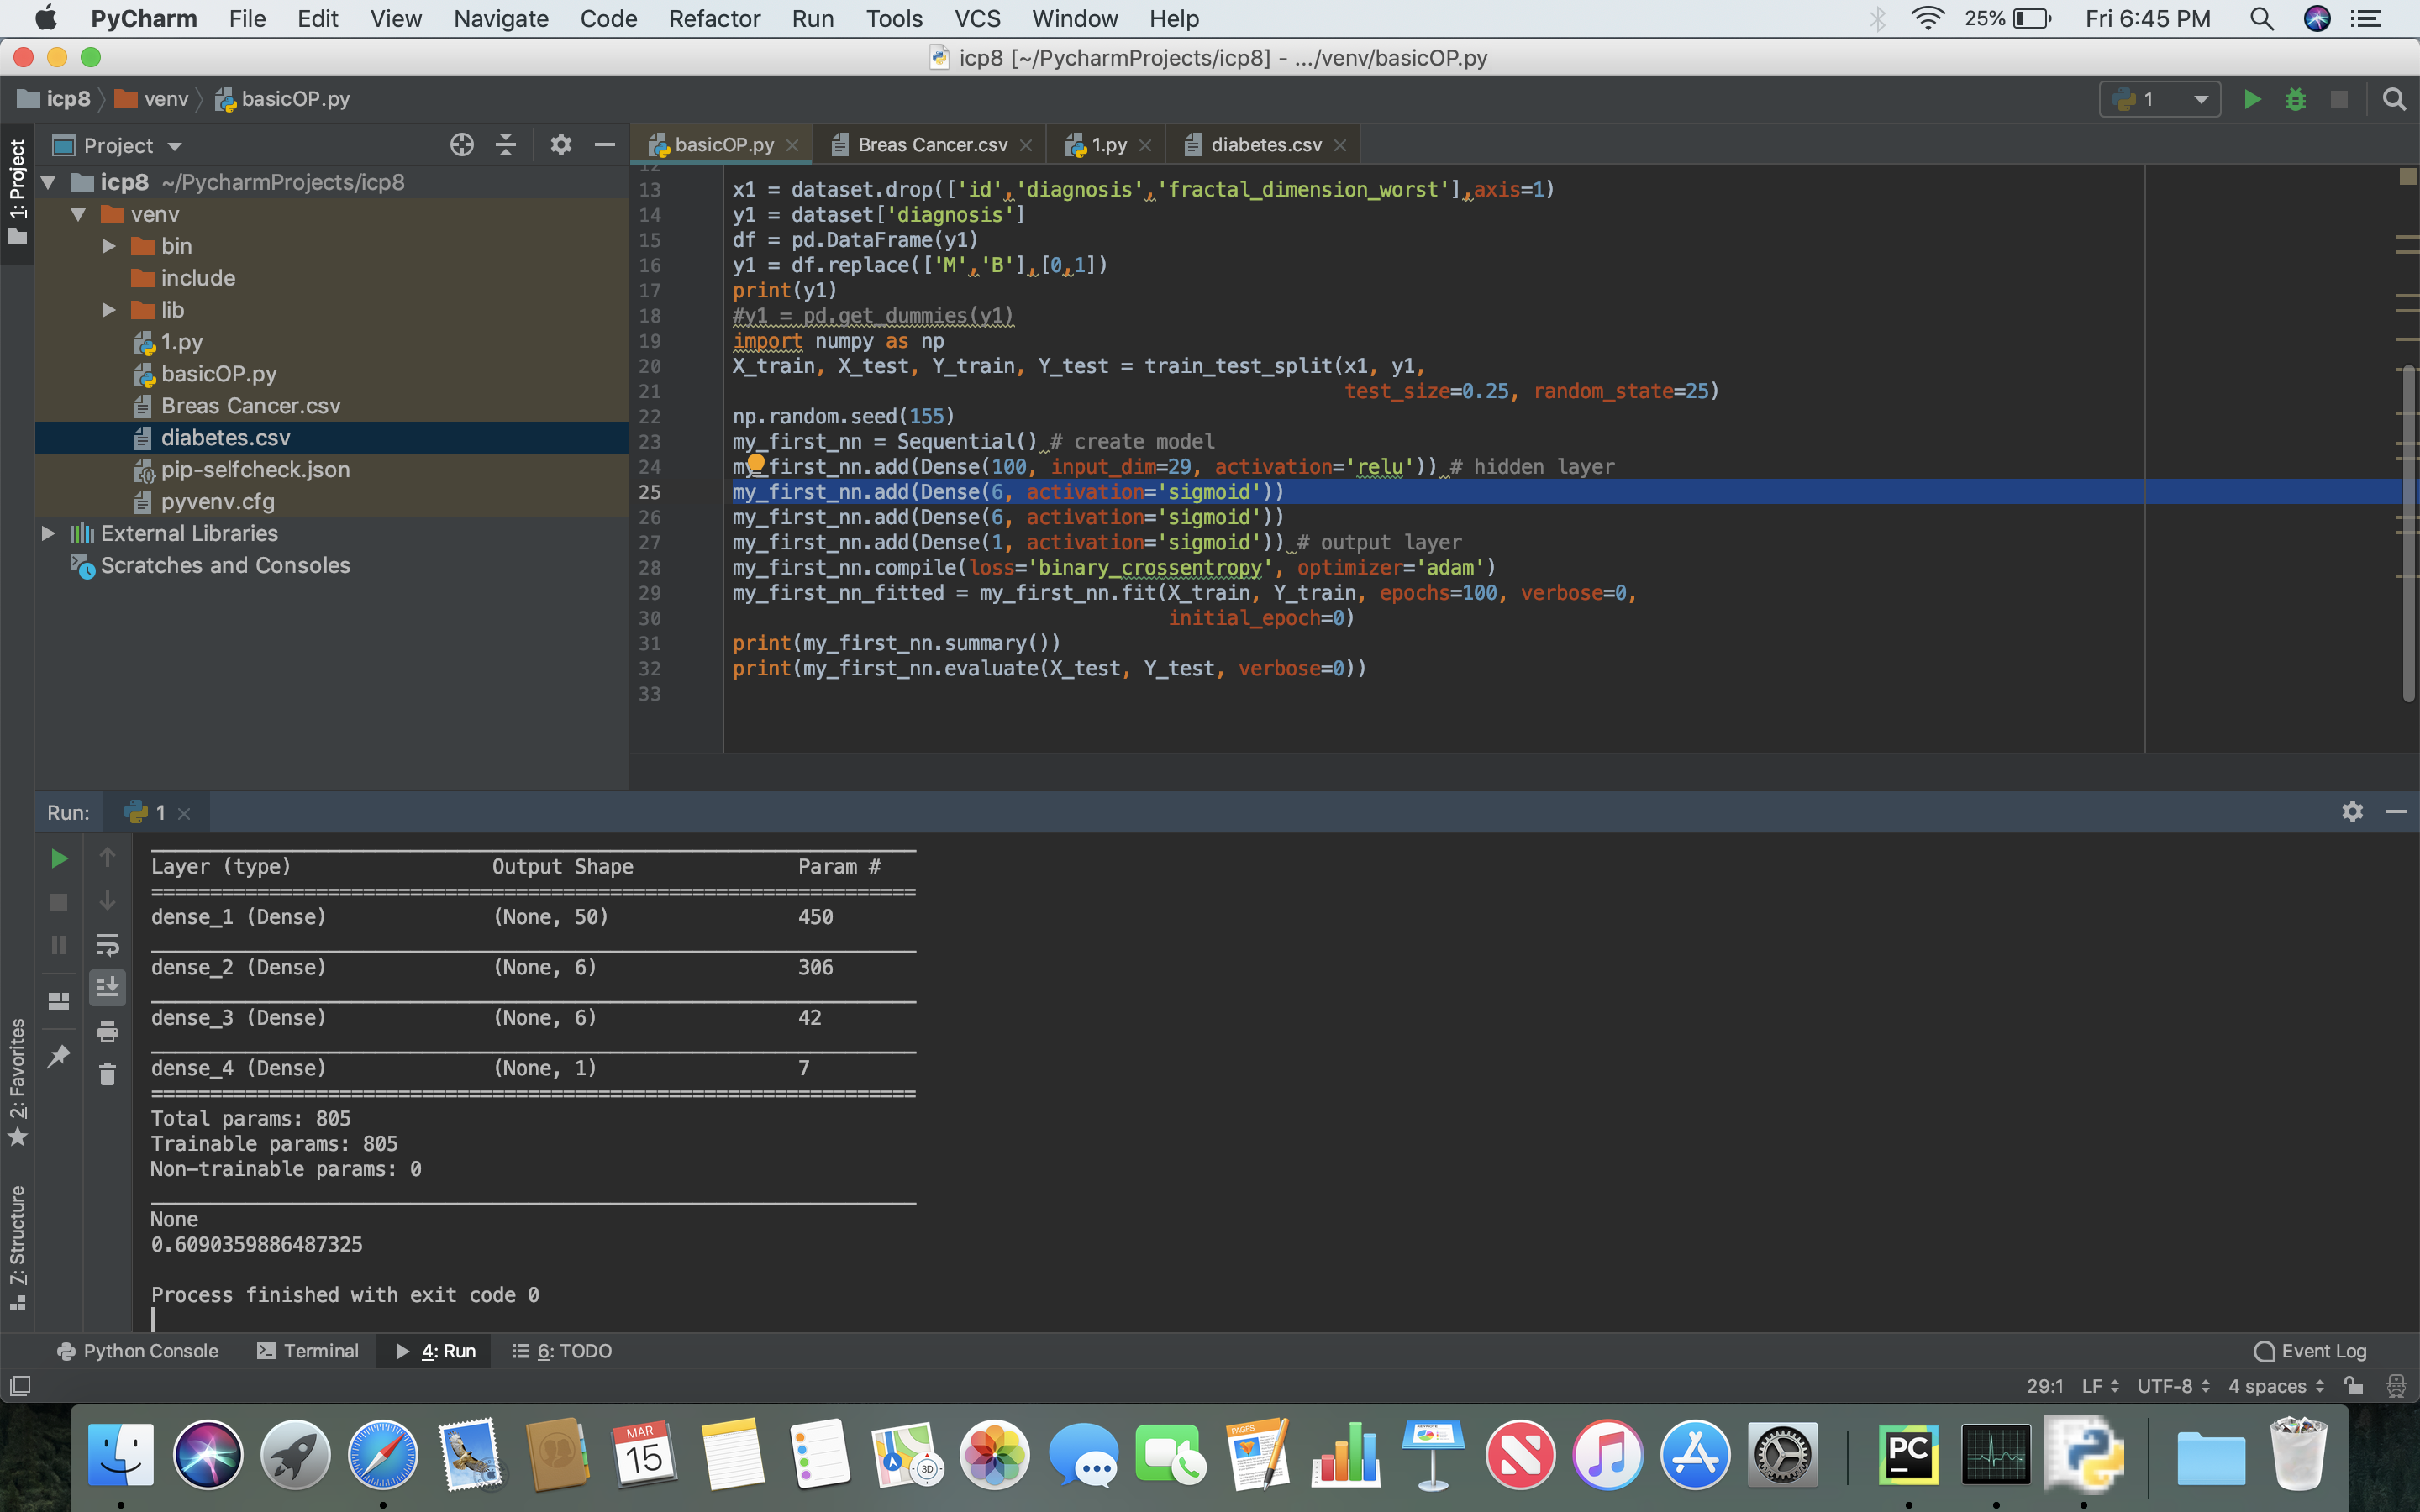 PyCharm File Edit View Navigate Code Refactor Run Tools VCS Window Help 25% Fri 6:45 PM
icp8 [~/PycharmProjects/icp8] - .../venv/basicOP.py
icp8 venv basicOP.py 1
1: Project
Project
icp8 ~/PycharmProjects/icp8
venv
bin
include
lib
1.py
basicOP.py
Breas Cancer.csv
diabetes.csv
pip-selfcheck.json
pyvenv.cfg
External Libraries
Scratches and Consoles
basicOP.py Breas Cancer.csv 1.py diabetes.csv
12
13 x1 = dataset.drop(['id','diagnosis','fractal_dimension_worst'],axis=1)
14 y1 = dataset['diagnosis']
15 df = pd.DataFrame(y1)
16 y1 = df.replace(['M','B'],[0,1])
17 print(y1)
18 #y1 = pd.get_dummies(y1)
19 import numpy as np
20 X_train, X_test, Y_train, Y_test = train_test_split(x1, y1,
21 test_size=0.25, random_state=25)
22 np.random.seed(155)
23 my_first_nn = Sequential() # create model
24 my_first_nn.add(Dense(100, input_dim=29, activation='relu')) # hidden layer
25 my_first_nn.add(Dense(6, activation='sigmoid'))
26 my_first_nn.add(Dense(6, activation='sigmoid'))
27 my_first_nn.add(Dense(1, activation='sigmoid')) # output layer
28 my_first_nn.compile(loss='binary_crossentropy', optimizer='adam')
29 my_first_nn_fitted = my_first_nn.fit(X_train, Y_train, epochs=100, verbose=0,
30 initial_epoch=0)
31 print(my_first_nn.summary())
32 print(my_first_nn.evaluate(X_test, Y_test, verbose=0))
33
Run: 1
Layer (type) Output Shape Param #
=================================================================
dense_1 (Dense) (None, 50) 450
_________________________________________________________________
dense_2 (Dense) (None, 6) 306
_________________________________________________________________
dense_3 (Dense) (None, 6) 42
_________________________________________________________________
dense_4 (Dense) (None, 1) 7
=================================================================
Total params: 805
Trainable params: 805
Non-trainable params: 0
_________________________________________________________________
None
0.6090359886487325
Process finished with exit code 0
2: Favorites
7: Structure
Python Console Terminal 4: Run 6: TODO Event Log
29:1 LF UTF-8 4 spaces
MAR
15
3D
PAGES
PC